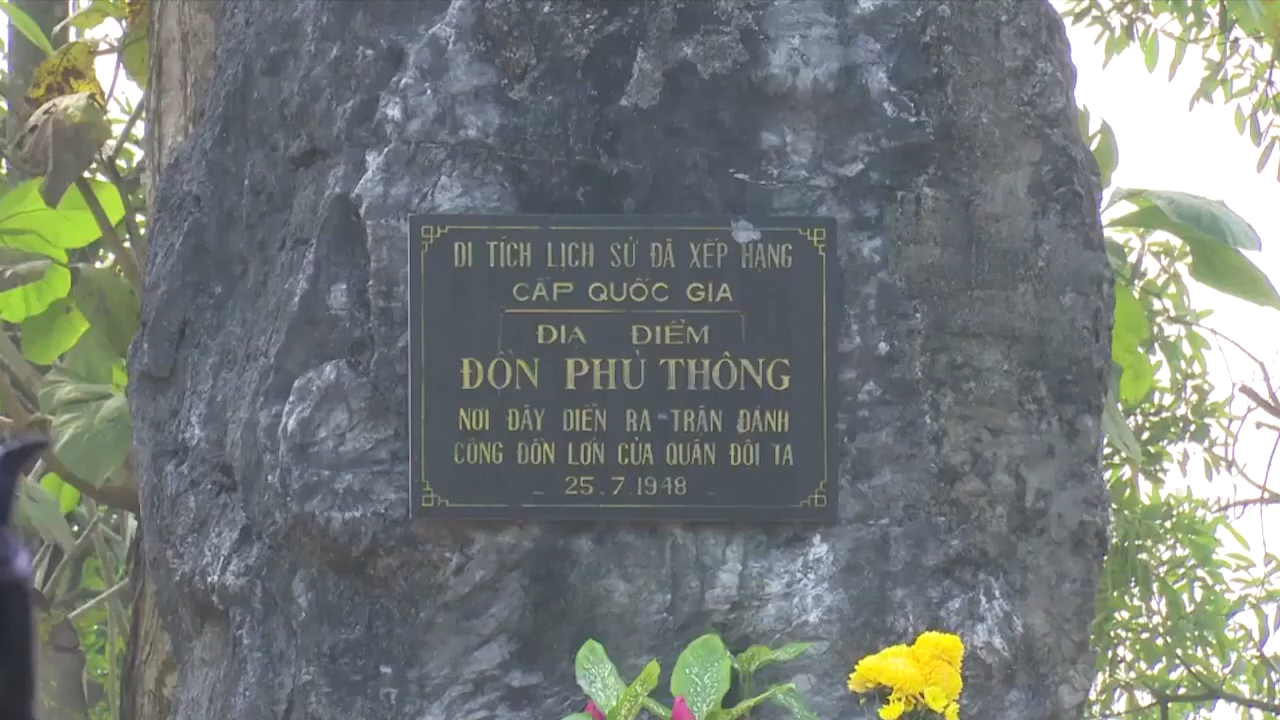 DI TÍCH LỊCH SỬ ĐÃ XẾP HẠNG
CẤP QUỐC GIA
ĐỊA ĐIỂM
ĐỒN PHỦ THÔNG
NƠI ĐÂY DIỄN RA TRẬN ĐÁNH
CÔNG ĐỒN LỚN CỦA QUÂN ĐỘI TA
25.7.1948